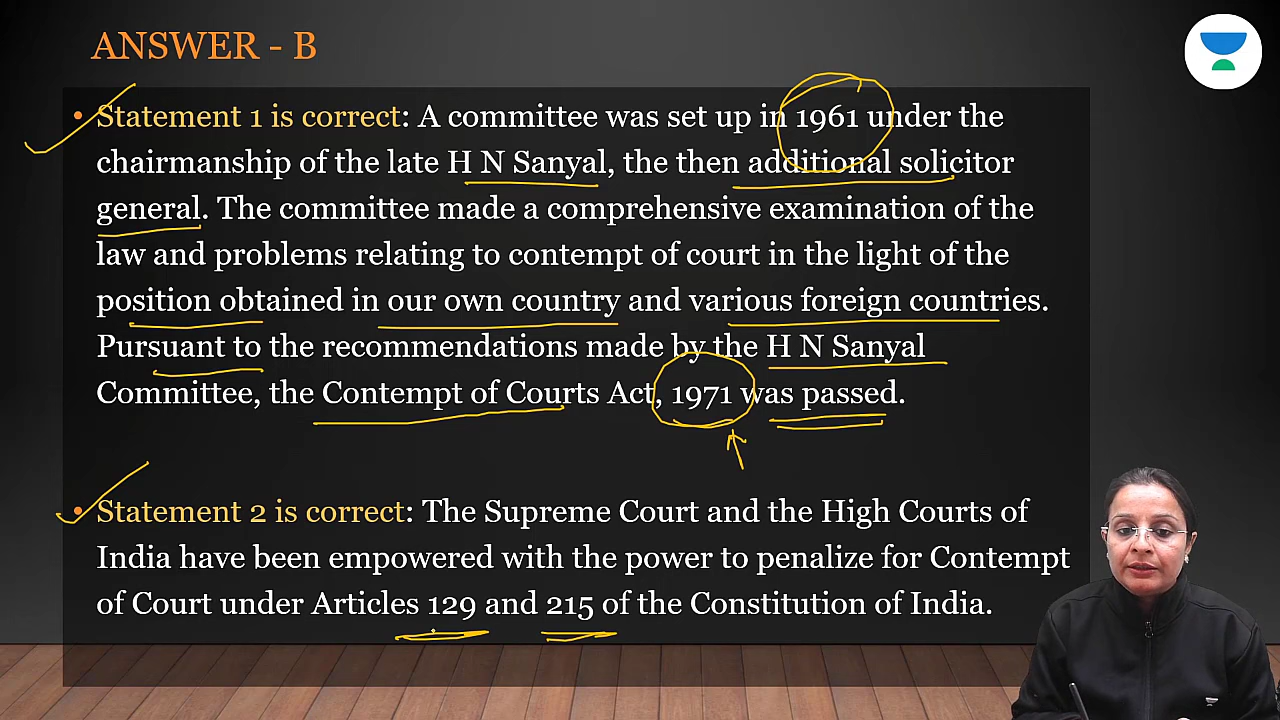 ANSWER - B
• Statement 1 is correct: A committee was set up in 1961 under the
chairmanship of the late H N Sanyal, the then additional solicitor
general. The committee made a comprehensive examination of the
law and problems relating to contempt of court in the light of the
position obtained in our own country and various foreign countries.
Pursuant to the recommendations made by the H N Sanyal
Committee, the Contempt of Courts Act, 1971 was passed.
• Statement 2 is correct: The Supreme Court and the High Courts of
India have been empowered with the power to penalize for Contempt
of Court under Articles 129 and 215 of the Constitution of India.